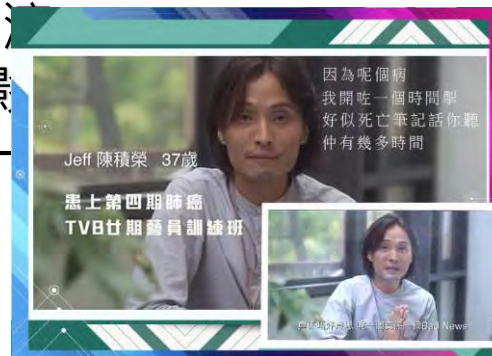 因為呢個病
我開咗一個時間掣
好似死亡筆記話你聽
仲有幾多時間
Jeff 陳積榮 37歲
患上第四期肺癌
TVB廿期藝員訓練班
Bad News